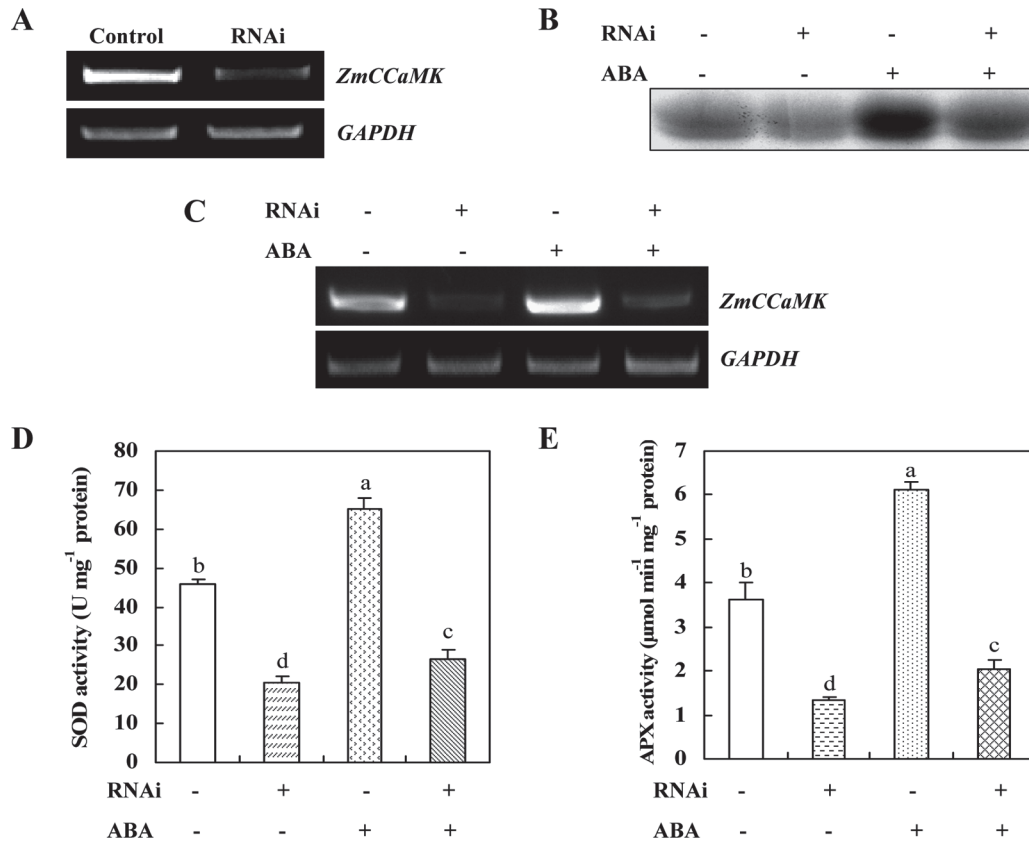 A
Control RNAi
ZmCCaMK
GAPDH
B
RNAi - + - +
ABA - - + +
C
RNAi - + - +
ABA - - + +
ZmCCaMK
GAPDH
D
SOD activity (U mg⁻¹ protein)
80
70
60
50
40
30
20
10
0
b
d
a
c
RNAi - + - +
ABA - - + +
E
APX activity (μmol min⁻¹ mg⁻¹ protein)
7
6
5
4
3
2
1
0
b
d
a
c
RNAi - + - +
ABA - - + +